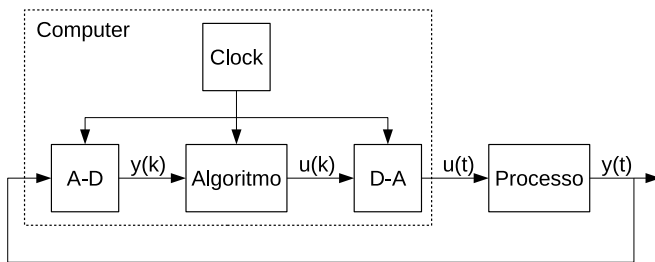 Computer
Clock
A-D
y(k)
Algoritmo
u(k)
D-A
u(t)
Processo
y(t)